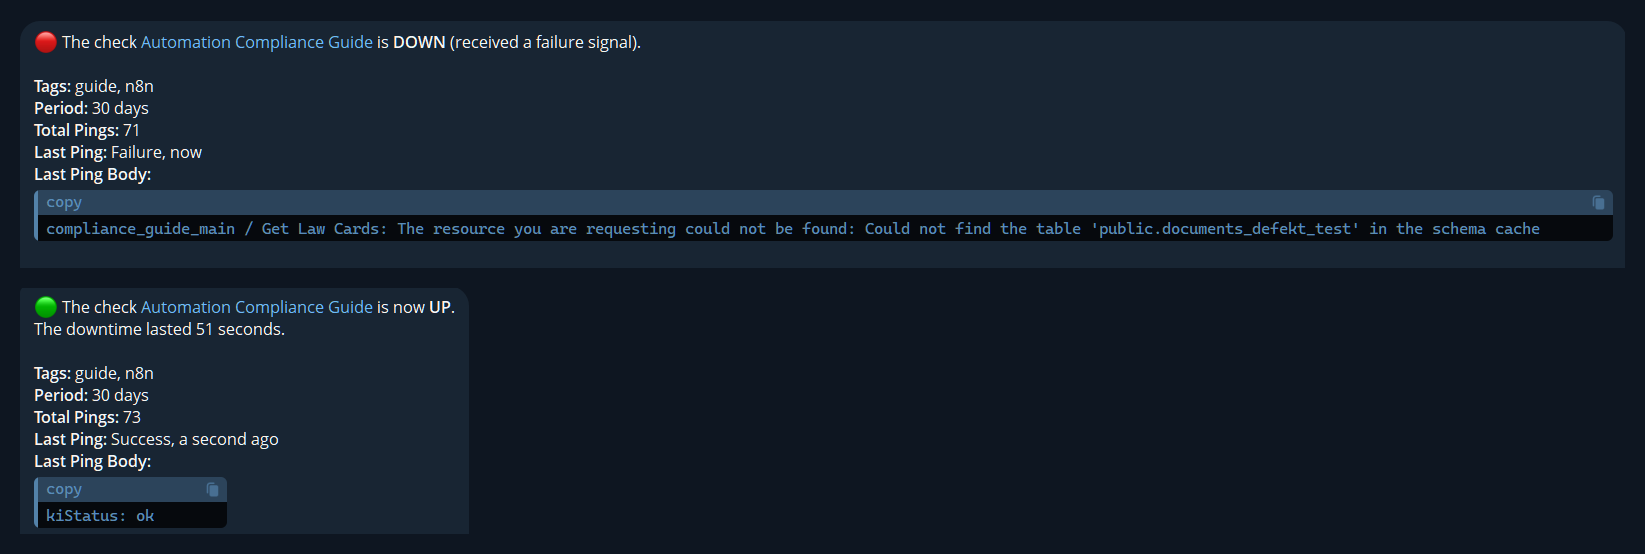 🔴 The check Automation Compliance Guide is DOWN (received a failure signal).
Tags: guide, n8n
Period: 30 days
Total Pings: 71
Last Ping: Failure, now
Last Ping Body:
copy
compliance_guide_main / Get Law Cards: The resource you are requesting could not be found: Could not find the table 'public.documents_defekt_test' in the schema cache
🟢 The check Automation Compliance Guide is now UP.
The downtime lasted 51 seconds.
Tags: guide, n8n
Period: 30 days
Total Pings: 73
Last Ping: Success, a second ago
Last Ping Body:
copy
kiStatus: ok